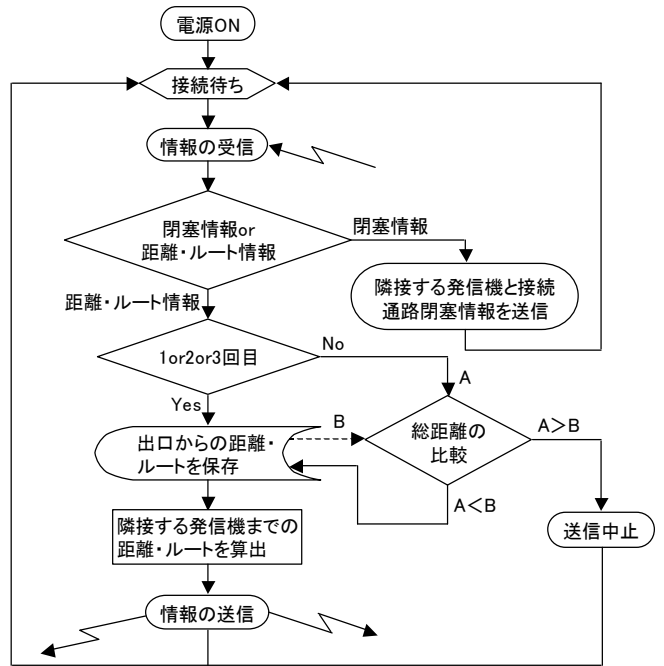 電源ON
接続待ち
情報の受信
閉塞情報or
距離・ルート情報
閉塞情報
隣接する発信機と接続
通路閉塞情報を送信
距離・ルート情報
1or2or3回目
No
A
Yes
出口からの距離・
ルートを保存
B
総距離の
比較
A>B
A<B
隣接する発信機までの
距離・ルートを算出
送信中止
情報の送信